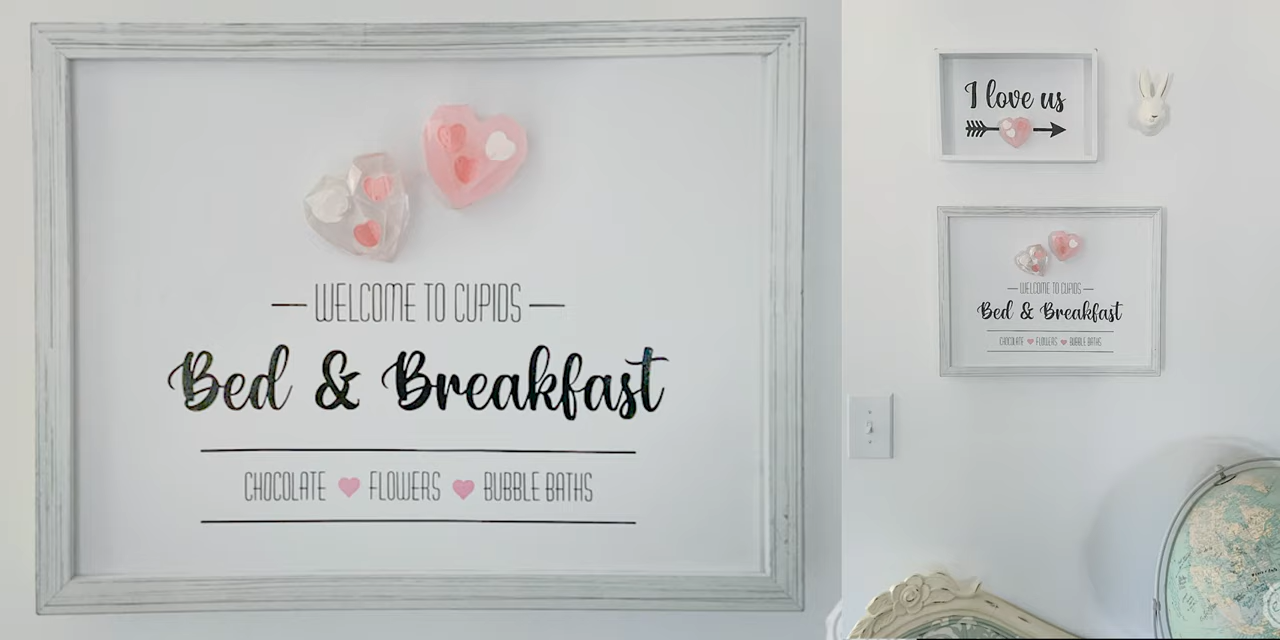 WELCOME TO CUPIDS
Bed & Breakfast
CHOCOLATE ♥ FLOWERS ♥ BUBBLE BATHS
I love us
WELCOME TO CUPIDS
Bed & Breakfast
CHOCOLATE ♥ FLOWERS ♥ BUBBLE BATHS